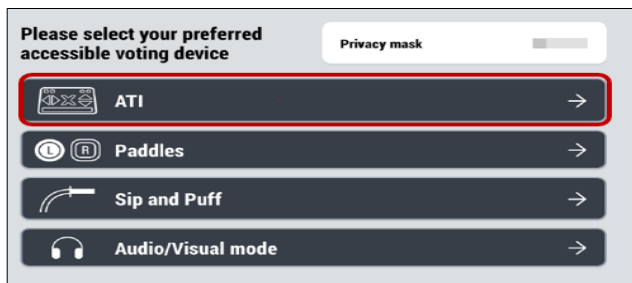 Please select your preferred
accessible voting device
Privacy mask
ATI
L R Paddles
Sip and Puff
Audio/Visual mode